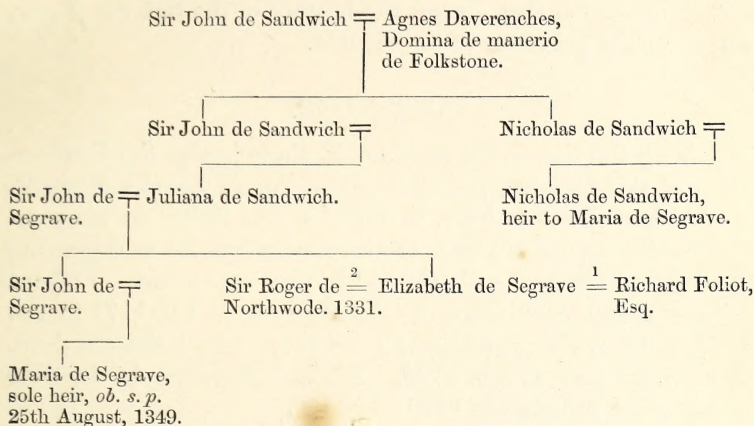 Sir John de Sandwich = Agnes Daverenches,
Domina de manerio
de Folkstone.
Sir John de Sandwich =
Nicholas de Sandwich =
Sir John de = Juliana de Sandwich.
Segrave.
Nicholas de Sandwich,
heir to Maria de Segrave.
Sir John de =
Segrave.
Sir Roger de 2 = Elizabeth de Segrave 1 = Richard Foliot,
Northwode. 1331.
Esq.
Maria de Segrave,
sole heir, ob. s. p.
25th August, 1349.